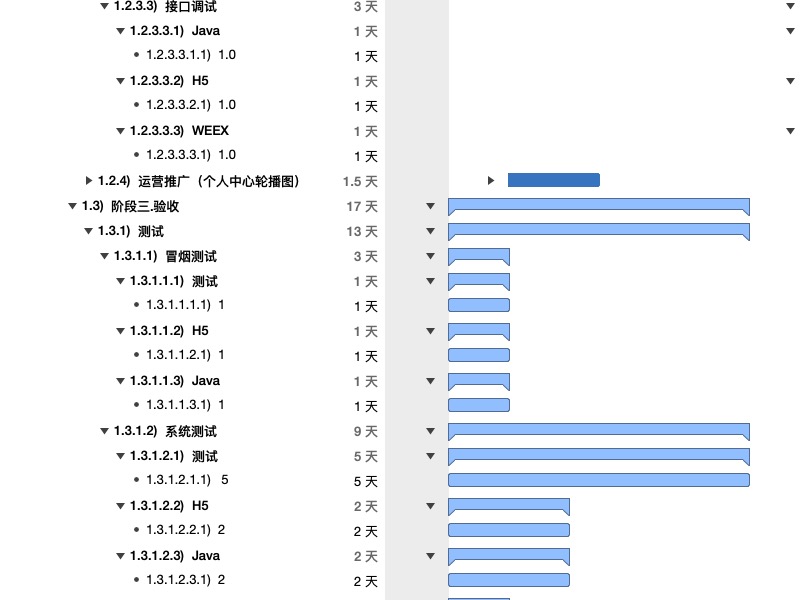 1.2.3.3) 接口调试 3 天
1.2.3.3.1) Java 1 天
1.2.3.3.1.1) 1.0 1 天
1.2.3.3.2) H5 1 天
1.2.3.3.2.1) 1.0 1 天
1.2.3.3.3) WEEX 1 天
1.2.3.3.3.1) 1.0 1 天
1.2.4) 运营推广（个人中心轮播图） 1.5 天
1.3) 阶段三.验收 17 天
1.3.1) 测试 13 天
1.3.1.1) 冒烟测试 3 天
1.3.1.1.1) 测试 1 天
1.3.1.1.1.1) 1 1 天
1.3.1.1.2) H5 1 天
1.3.1.1.2.1) 1 1 天
1.3.1.1.3) Java 1 天
1.3.1.1.3.1) 1 1 天
1.3.1.2) 系统测试 9 天
1.3.1.2.1) 测试 5 天
1.3.1.2.1.1) 5 5 天
1.3.1.2.2) H5 2 天
1.3.1.2.2.1) 2 2 天
1.3.1.2.3) Java 2 天
1.3.1.2.3.1) 2 2 天